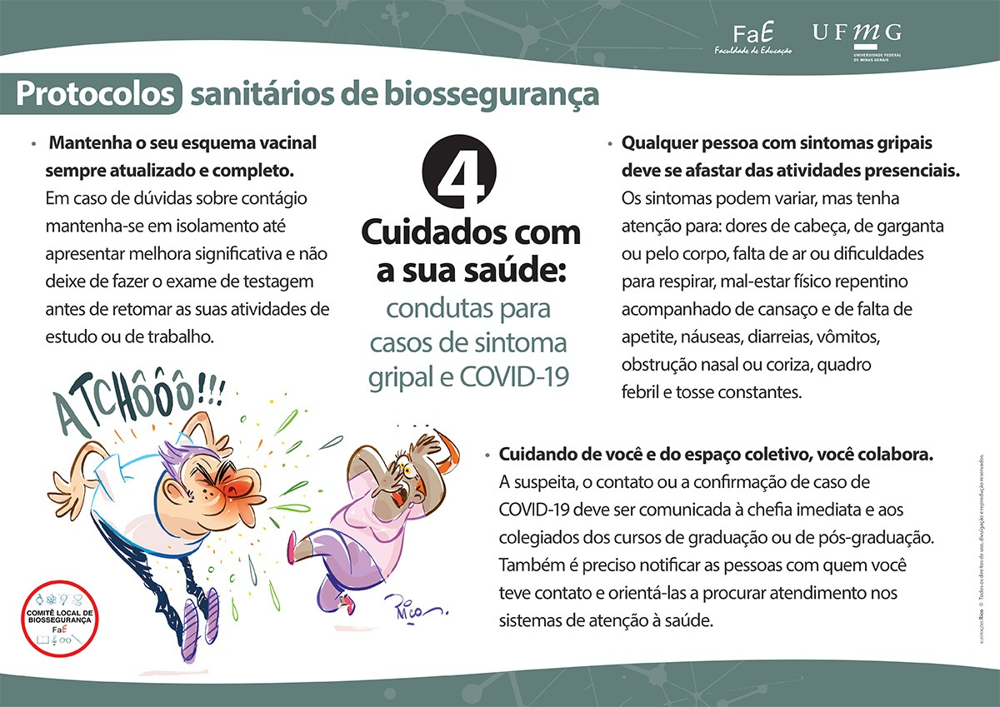 FaE
Faculdade de Educação
UFMG
UNIVERSIDADE FEDERAL
DE MINAS GERAIS
Protocolos sanitários de biossegurança
• Mantenha o seu esquema vacinal
sempre atualizado e completo.
Em caso de dúvidas sobre contágio
mantenha-se em isolamento até
apresentar melhora significativa e não
deixe de fazer o exame de testagem
antes de retomar as suas atividades de
estudo ou de trabalho.
4
Cuidados com
a sua saúde:
condutas para
casos de sintoma
gripal e COVID-19
• Qualquer pessoa com sintomas gripais
deve se afastar das atividades presenciais.
Os sintomas podem variar, mas tenha
atenção para: dores de cabeça, de garganta
ou pelo corpo, falta de ar ou dificuldades
para respirar, mal-estar físico repentino
acompanhado de cansaço e de falta de
apetite, náuseas, diarreias, vômitos,
obstrução nasal ou coriza, quadro
febril e tosse constantes.
ATCHÔÔÔ!!!
• Cuidando de você e do espaço coletivo, você colabora.
A suspeita, o contato ou a confirmação de caso de
COVID-19 deve ser comunicada à chefia imediata e aos
colegiados dos cursos de graduação ou de pós-graduação.
Também é preciso notificar as pessoas com quem você
teve contato e orientá-las a procurar atendimento nos
sistemas de atenção à saúde.
Rico
COMITÊ LOCAL DE
BIOSSEGURANÇA
FaE
ILUSTRAÇÕES Rico © Todos os direitos de uso, divulgação e reprodução reservados.